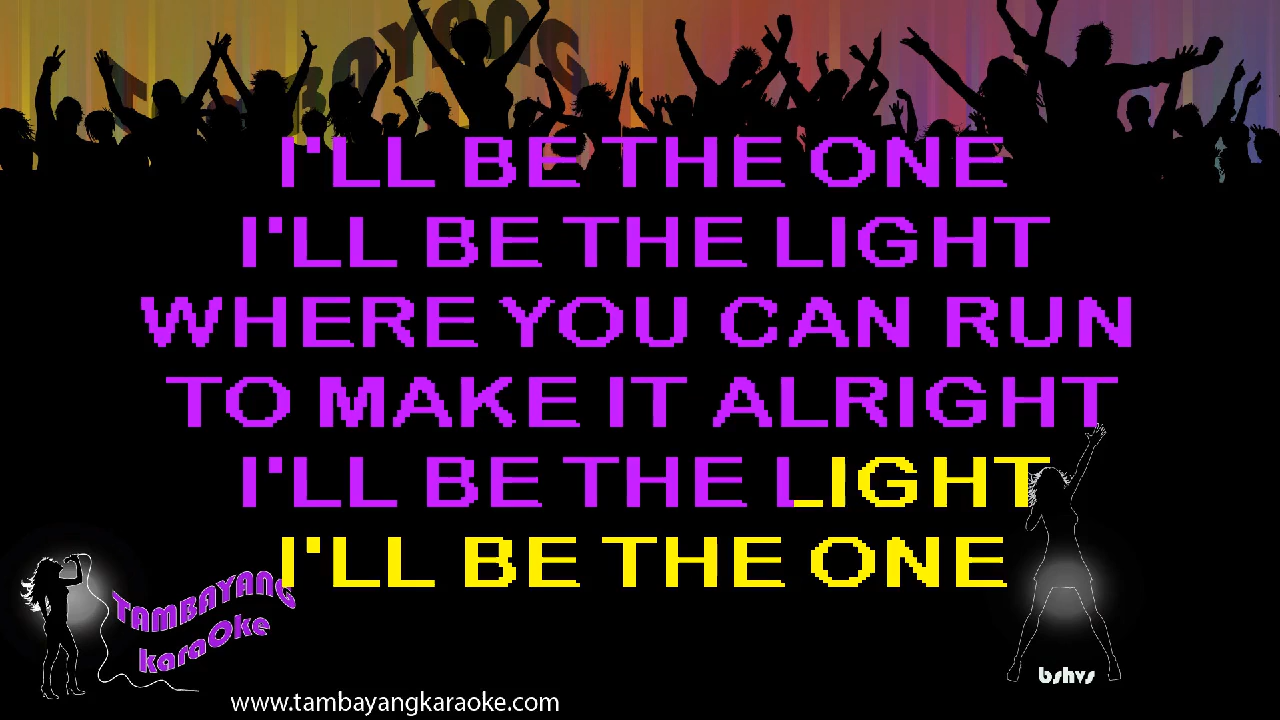 TAMBAYANG
I'LL BE THE ONE
I'LL BE THE LIGHT
WHERE YOU CAN RUN
TO MAKE IT ALRIGHT
I'LL BE THE LIGHT
I'LL BE THE ONE
TAMBAYANG
karaOke
bshvs
www.tambayangkaraoke.com